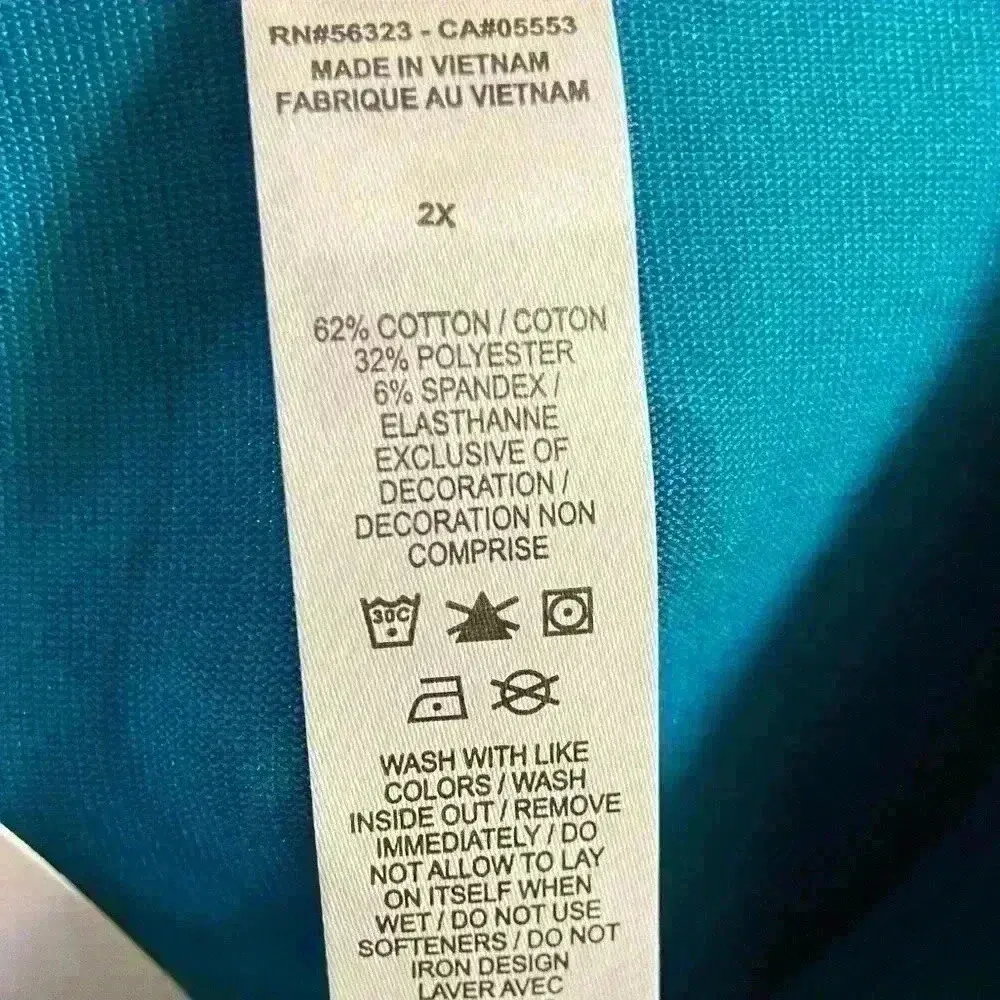 RN#56323 - CA#05553
MADE IN VIETNAM
FABRIQUE AU VIETNAM
2X
62% COTTON / COTON
32% POLYESTER
6% SPANDEX /
ELASTHANNE
EXCLUSIVE OF
DECORATION /
DECORATION NON
COMPRISE
30C
WASH WITH LIKE
COLORS / WASH
INSIDE OUT / REMOVE
IMMEDIATELY / DO
NOT ALLOW TO LAY
ON ITSELF WHEN
WET / DO NOT USE
SOFTENERS / DO NOT
IRON DESIGN
LAVER AVEC